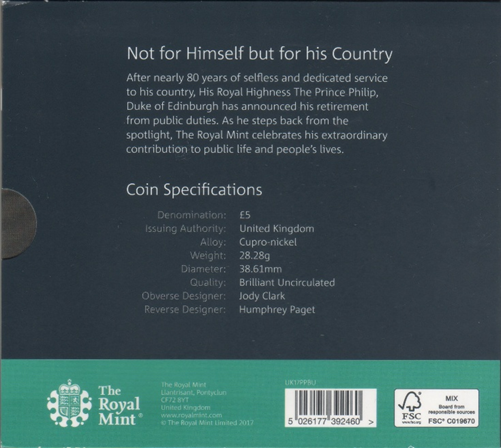 Not for Himself but for his Country
After nearly 80 years of selfless and dedicated service
to his country, His Royal Highness The Prince Philip,
Duke of Edinburgh has announced his retirement
from public duties. As he steps back from the
spotlight, The Royal Mint celebrates his extraordinary
contribution to public life and people's lives.
Coin Specifications
Denomination: £5
Issuing Authority: United Kingdom
Alloy: Cupro-nickel
Weight: 28.28g
Diameter: 38.61mm
Quality: Brilliant Uncirculated
Obverse Designer: Jody Clark
Reverse Designer: Humphrey Paget
The
Royal
Mint®
The Royal Mint
Llantrisant, Pontyclun
CF72 8YT
United Kingdom
www.royalmint.com
© The Royal Mint Limited 2017
UK17PPBU
5 026177 392460 >
FSC
MIX
Board from
responsible sources
FSC® C019670